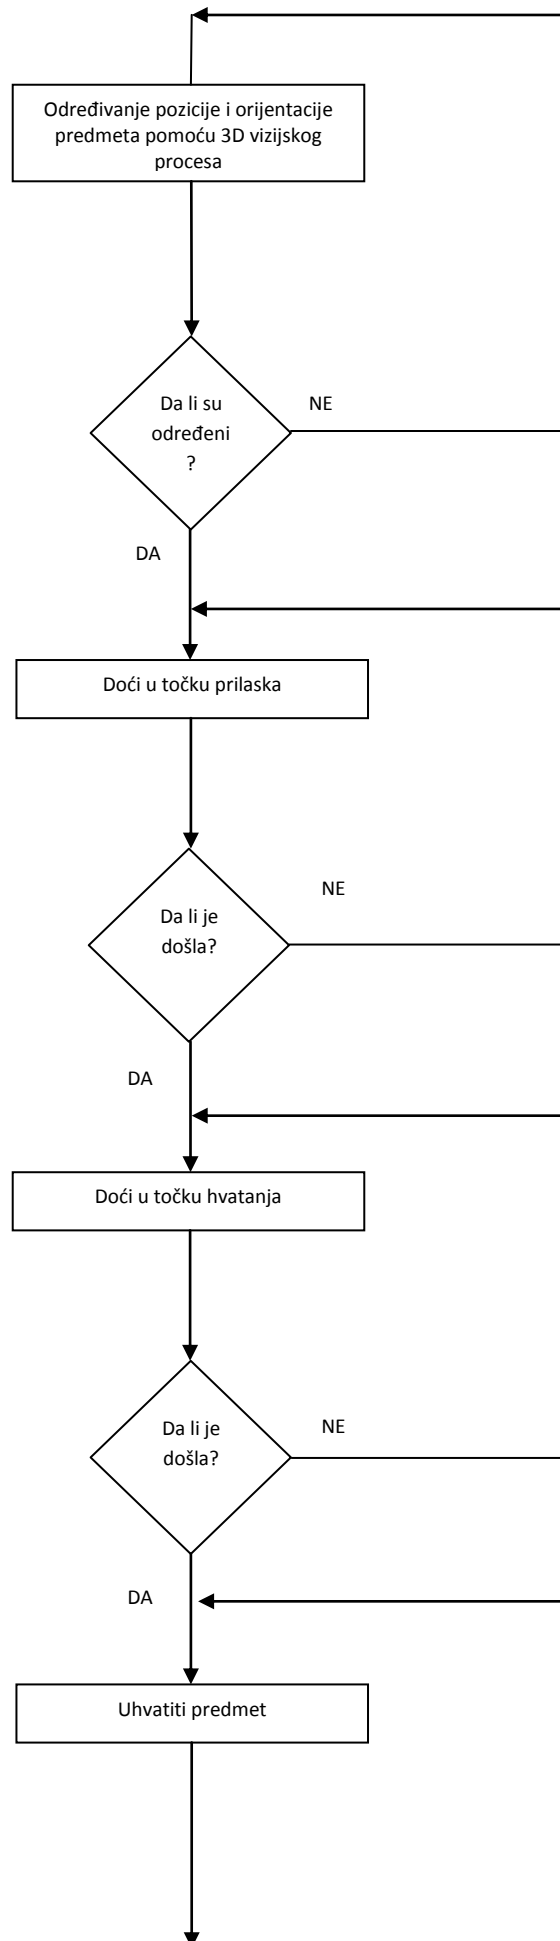 Određivanje pozicije i orijentacije
predmeta pomoću 3D vizijskog
procesa
Da li su
određeni
?
NE
DA
Doći u točku prilaska
Da li je
došla?
NE
DA
Doći u točku hvatanja
Da li je
došla?
NE
DA
Uhvatiti predmet